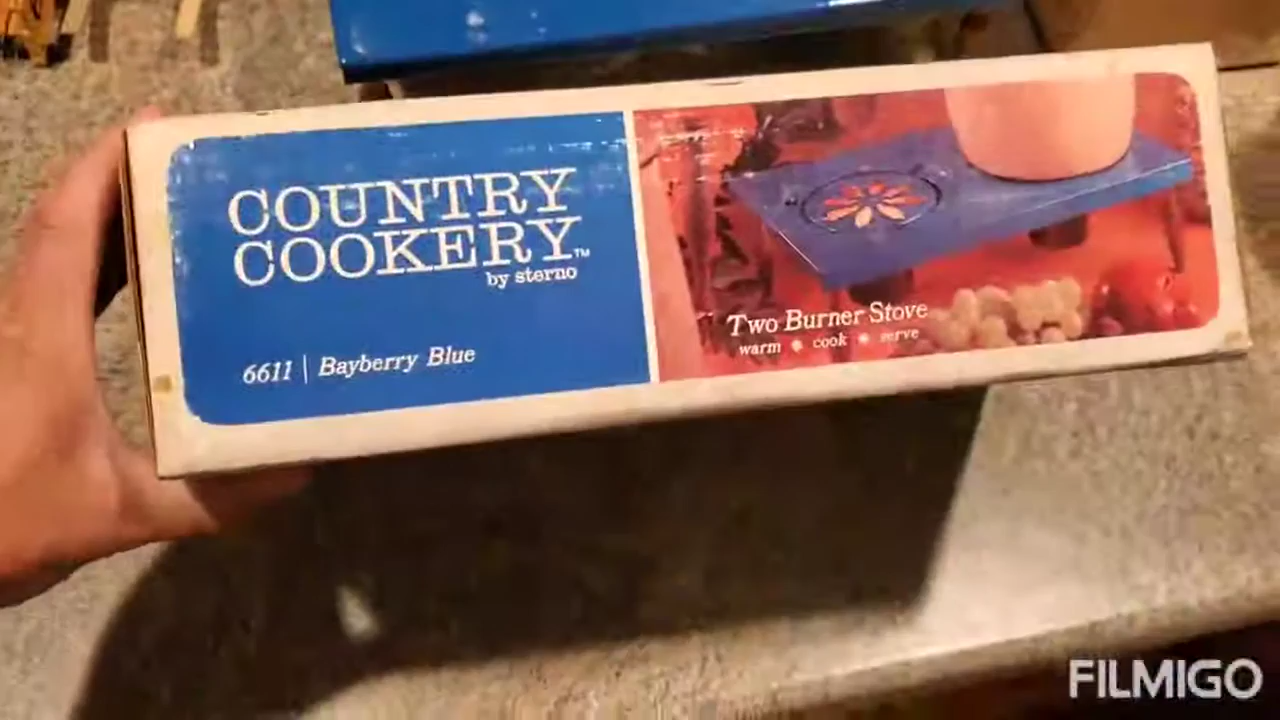 COUNTRY
COOKERY™
by sterno
6611 | Bayberry Blue
Two Burner Stove
warm • cook • serve
FILMIGO